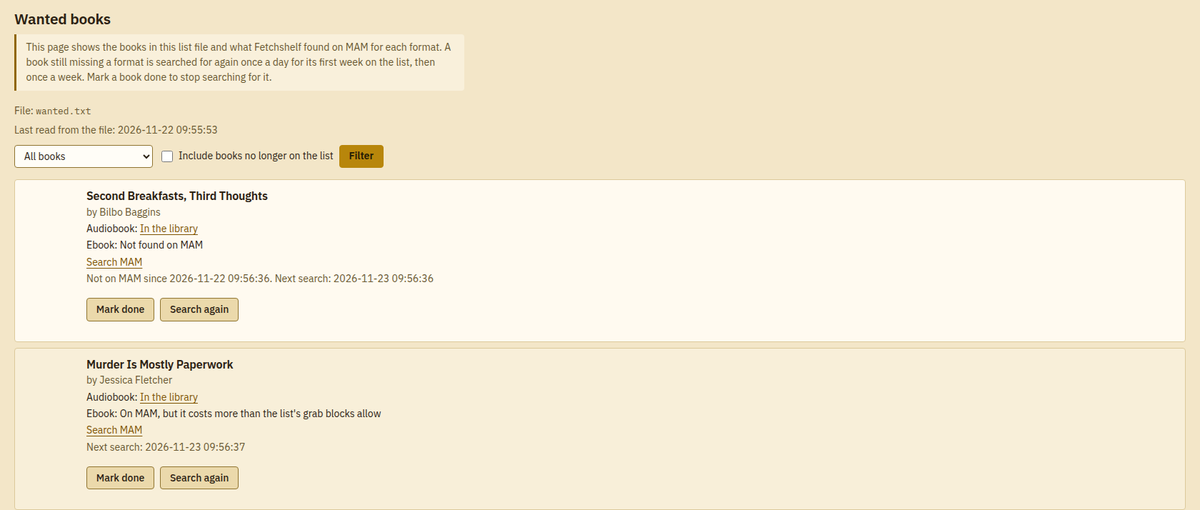 Wanted books
This page shows the books in this list file and what Fetchshelf found on MAM for each format. A
book still missing a format is searched for again once a day for its first week on the list, then
once a week. Mark a book done to stop searching for it.
File: wanted.txt
Last read from the file: 2026-11-22 09:55:53
All books Include books no longer on the list Filter
Second Breakfasts, Third Thoughts
by Bilbo Baggins
Audiobook: In the library
Ebook: Not found on MAM
Search MAM
Not on MAM since 2026-11-22 09:56:36. Next search: 2026-11-23 09:56:36
Mark done Search again
Murder Is Mostly Paperwork
by Jessica Fletcher
Audiobook: In the library
Ebook: On MAM, but it costs more than the list's grab blocks allow
Search MAM
Next search: 2026-11-23 09:56:37
Mark done Search again